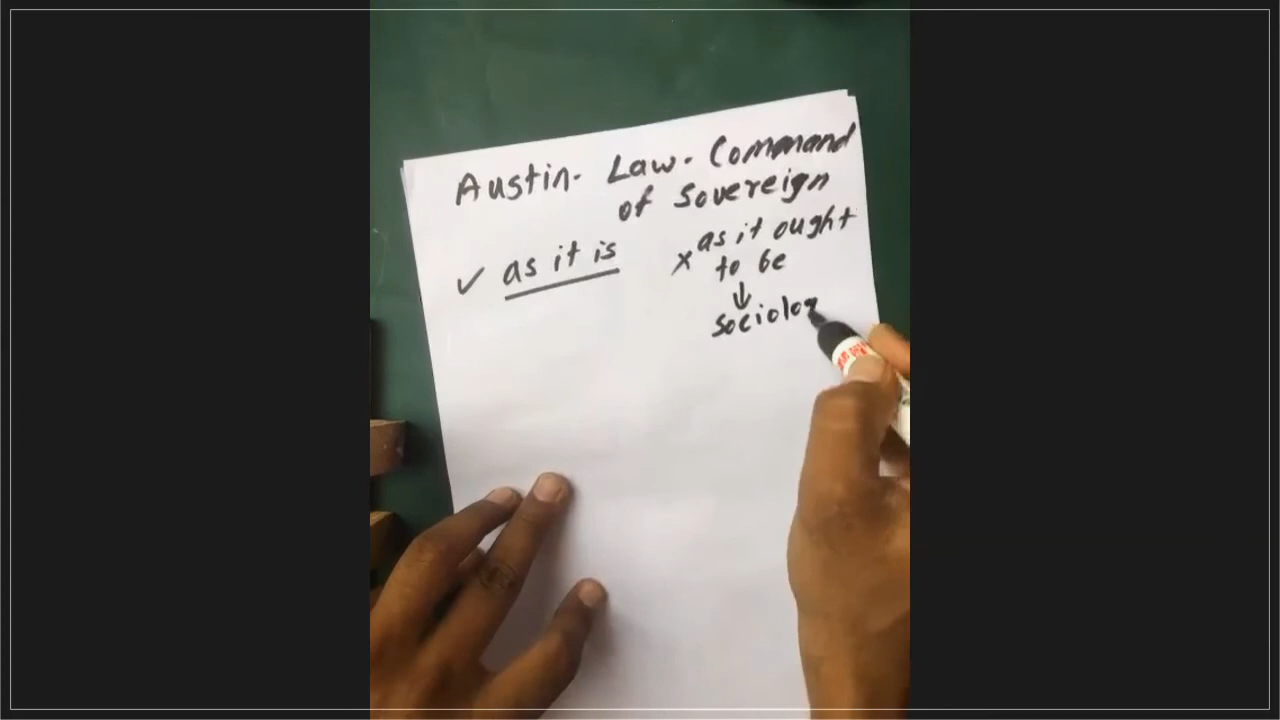 Austin- Law- Command
of Sovereign
✓ as it is
x as it ought
to be
↓
sociolog